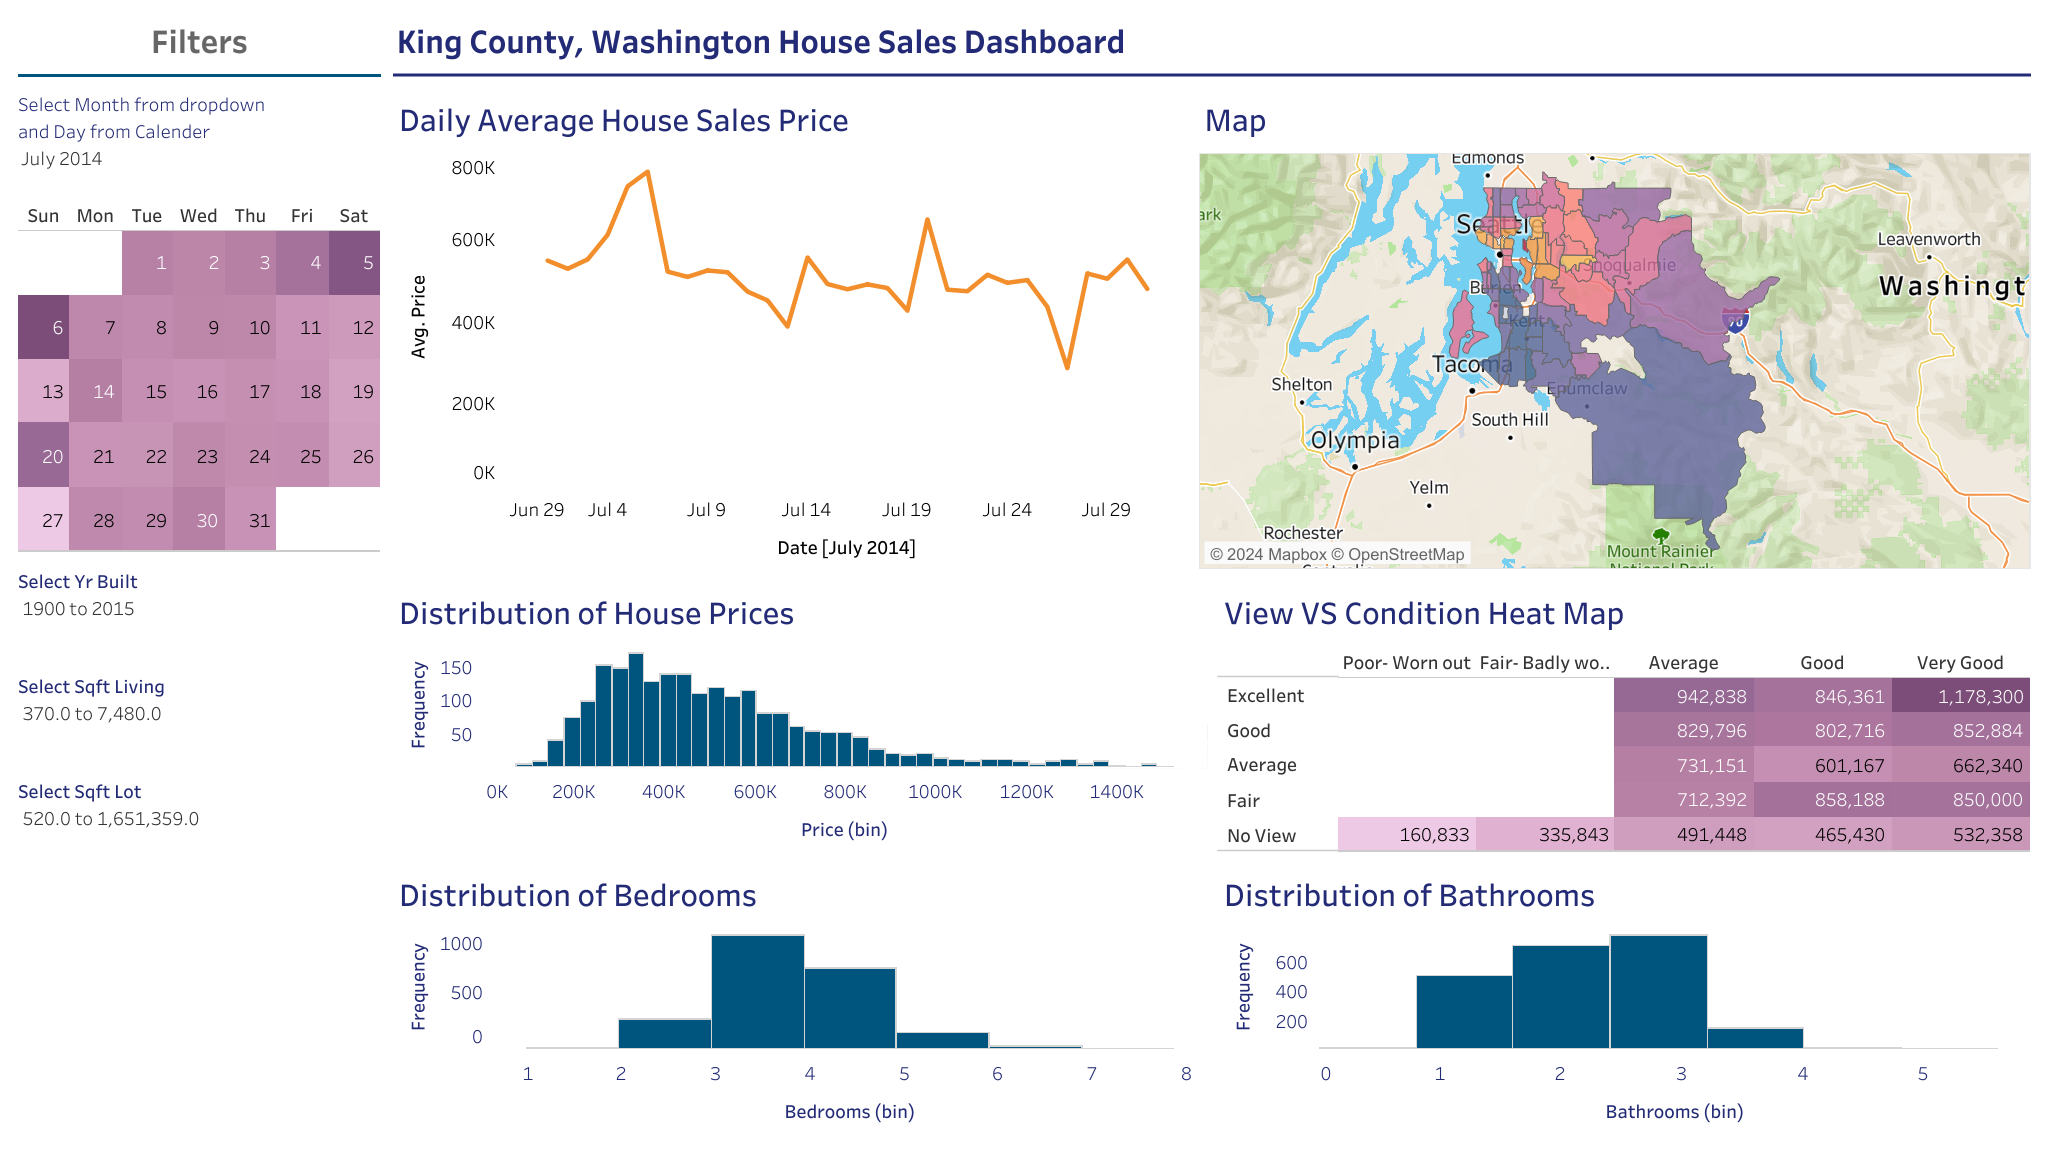 Filters
King County, Washington House Sales Dashboard
Select Month from dropdown
and Day from Calender
July 2014
Sun Mon Tue Wed Thu Fri Sat
1 2 3 4 5
6 7 8 9 10 11 12
13 14 15 16 17 18 19
20 21 22 23 24 25 26
27 28 29 30 31
Select Yr Built
1900 to 2015
Select Sqft Living
370.0 to 7,480.0
Select Sqft Lot
520.0 to 1,651,359.0
Daily Average House Sales Price
Avg. Price
800K
600K
400K
200K
0K
Jun 29 Jul 4 Jul 9 Jul 14 Jul 19 Jul 24 Jul 29
Date [July 2014]
Map
Edmonds
ark
Seattle
Leavenworth
Snoqualmie
Washingt
Burien
Kent
90
Tacoma
Shelton
Enumclaw
South Hill
Olympia
Yelm
Rochester
Mount Rainier
National Park
Centralia
© 2024 Mapbox © OpenStreetMap
Distribution of House Prices
Frequency
150
100
50
0K 200K 400K 600K 800K 1000K 1200K 1400K
Price (bin)
View VS Condition Heat Map
Poor- Worn out Fair- Badly wo.. Average Good Very Good
Excellent 942,838 846,361 1,178,300
Good 829,796 802,716 852,884
Average 731,151 601,167 662,340
Fair 712,392 858,188 850,000
No View 160,833 335,843 491,448 465,430 532,358
Distribution of Bedrooms
Frequency
1000
500
0
1 2 3 4 5 6 7 8
Bedrooms (bin)
Distribution of Bathrooms
Frequency
600
400
200
0 1 2 3 4 5
Bathrooms (bin)